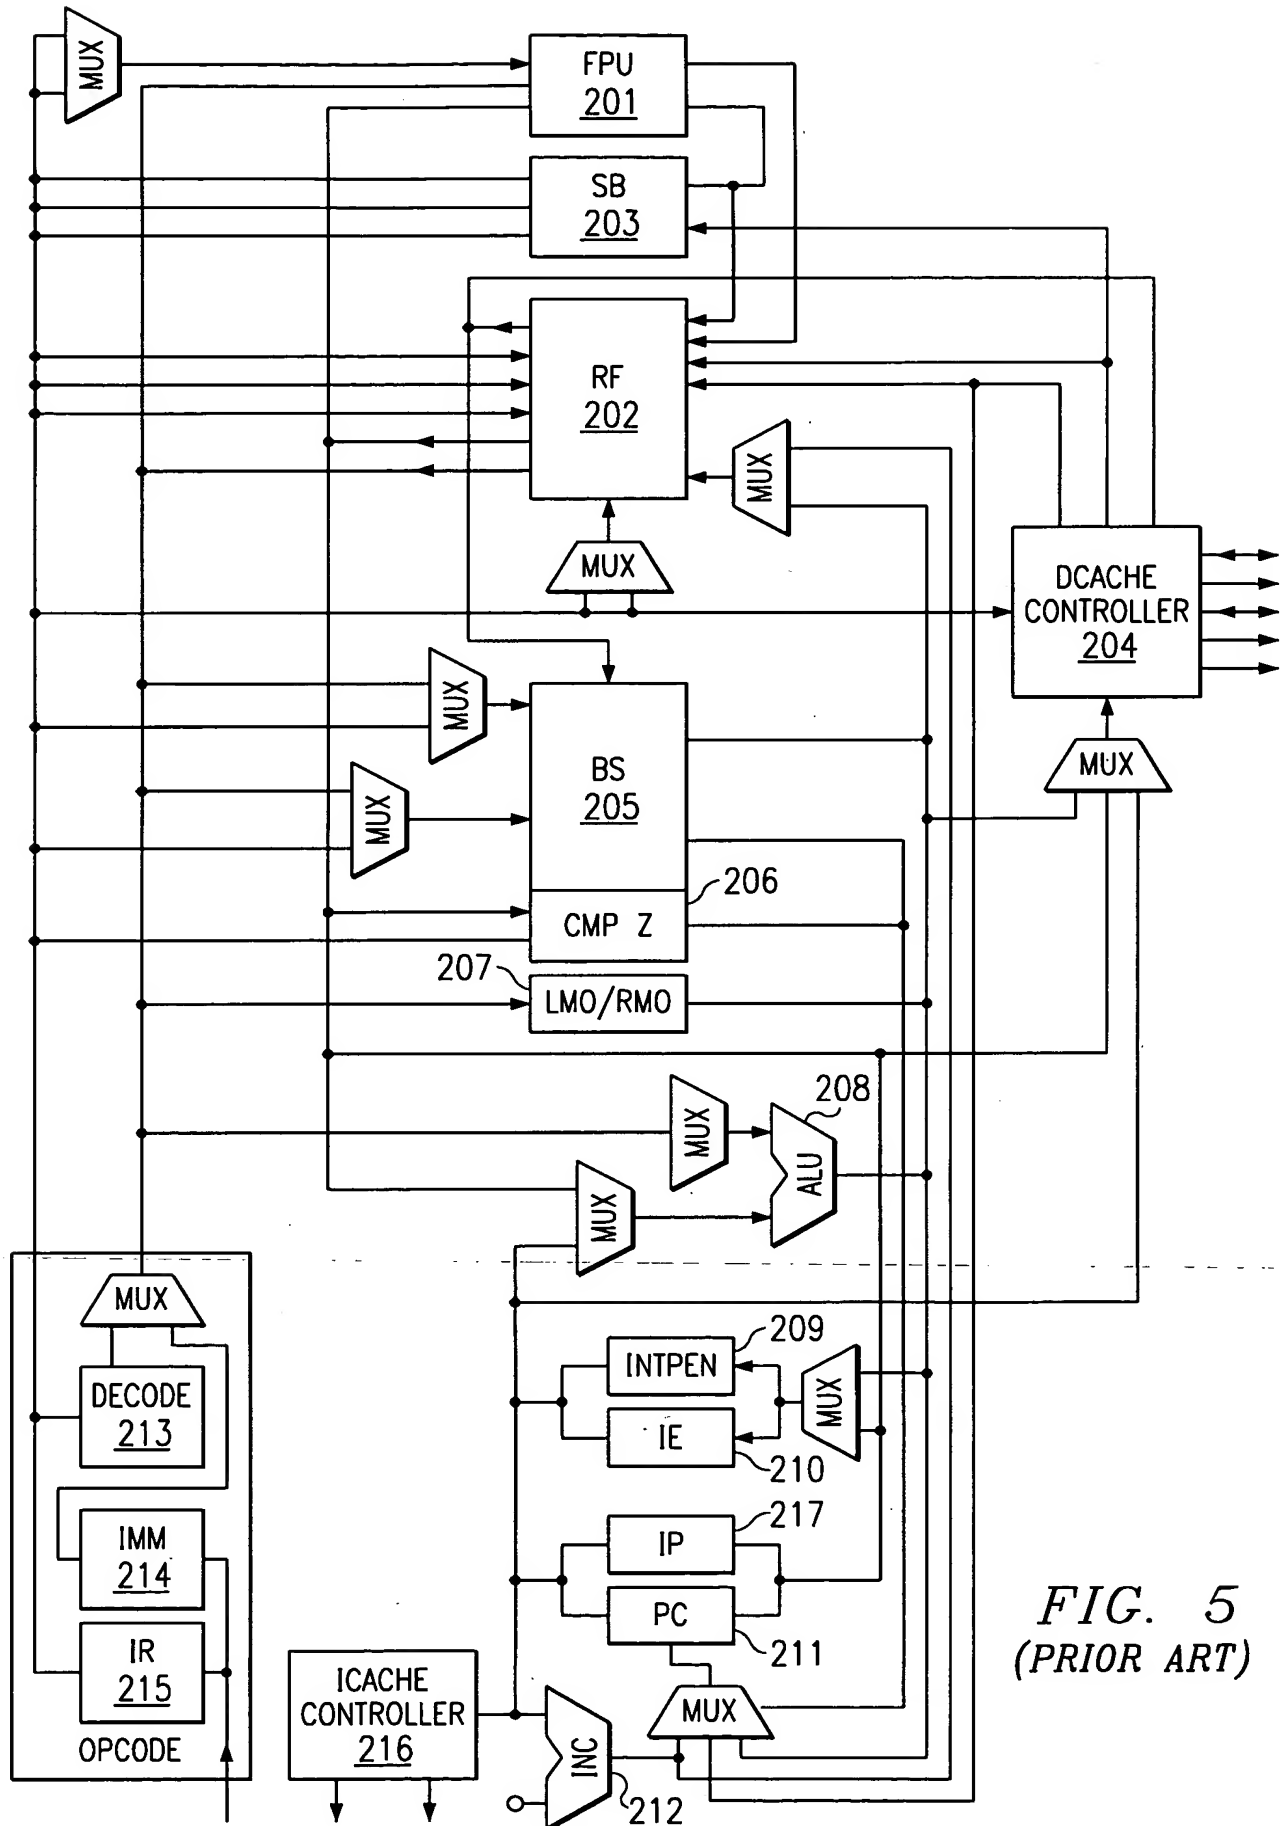 MUX
FPU
201
SB
203
RF
202
MUX
MUX
DCACHE
CONTROLLER
204
MUX
MUX
BS
205
MUX
206
CMP Z
207
LMO/RMO
208
MUX
ALU
MUX
MUX
209
INTPEN
MUX
DECODE
213
IE
210
217
IMM
214
IP
PC
211
IR
215
OPCODE
ICACHE
CONTROLLER
216
MUX
INC
212
FIG. 5
(PRIOR ART)